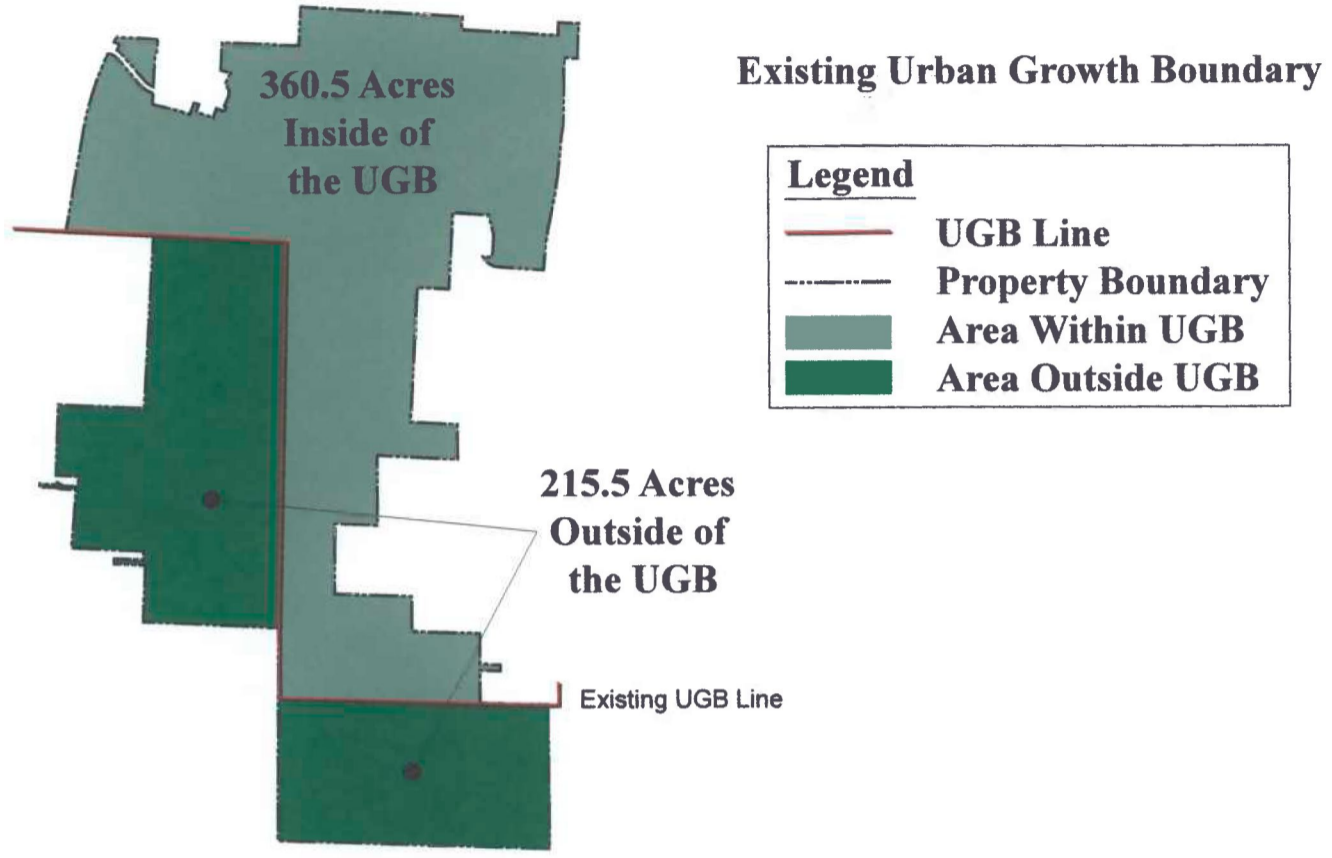 Existing Urban Growth Boundary
360.5 Acres
Inside of
the UGB
Legend
UGB Line
Property Boundary
Area Within UGB
Area Outside UGB
215.5 Acres
Outside of
the UGB
Existing UGB Line